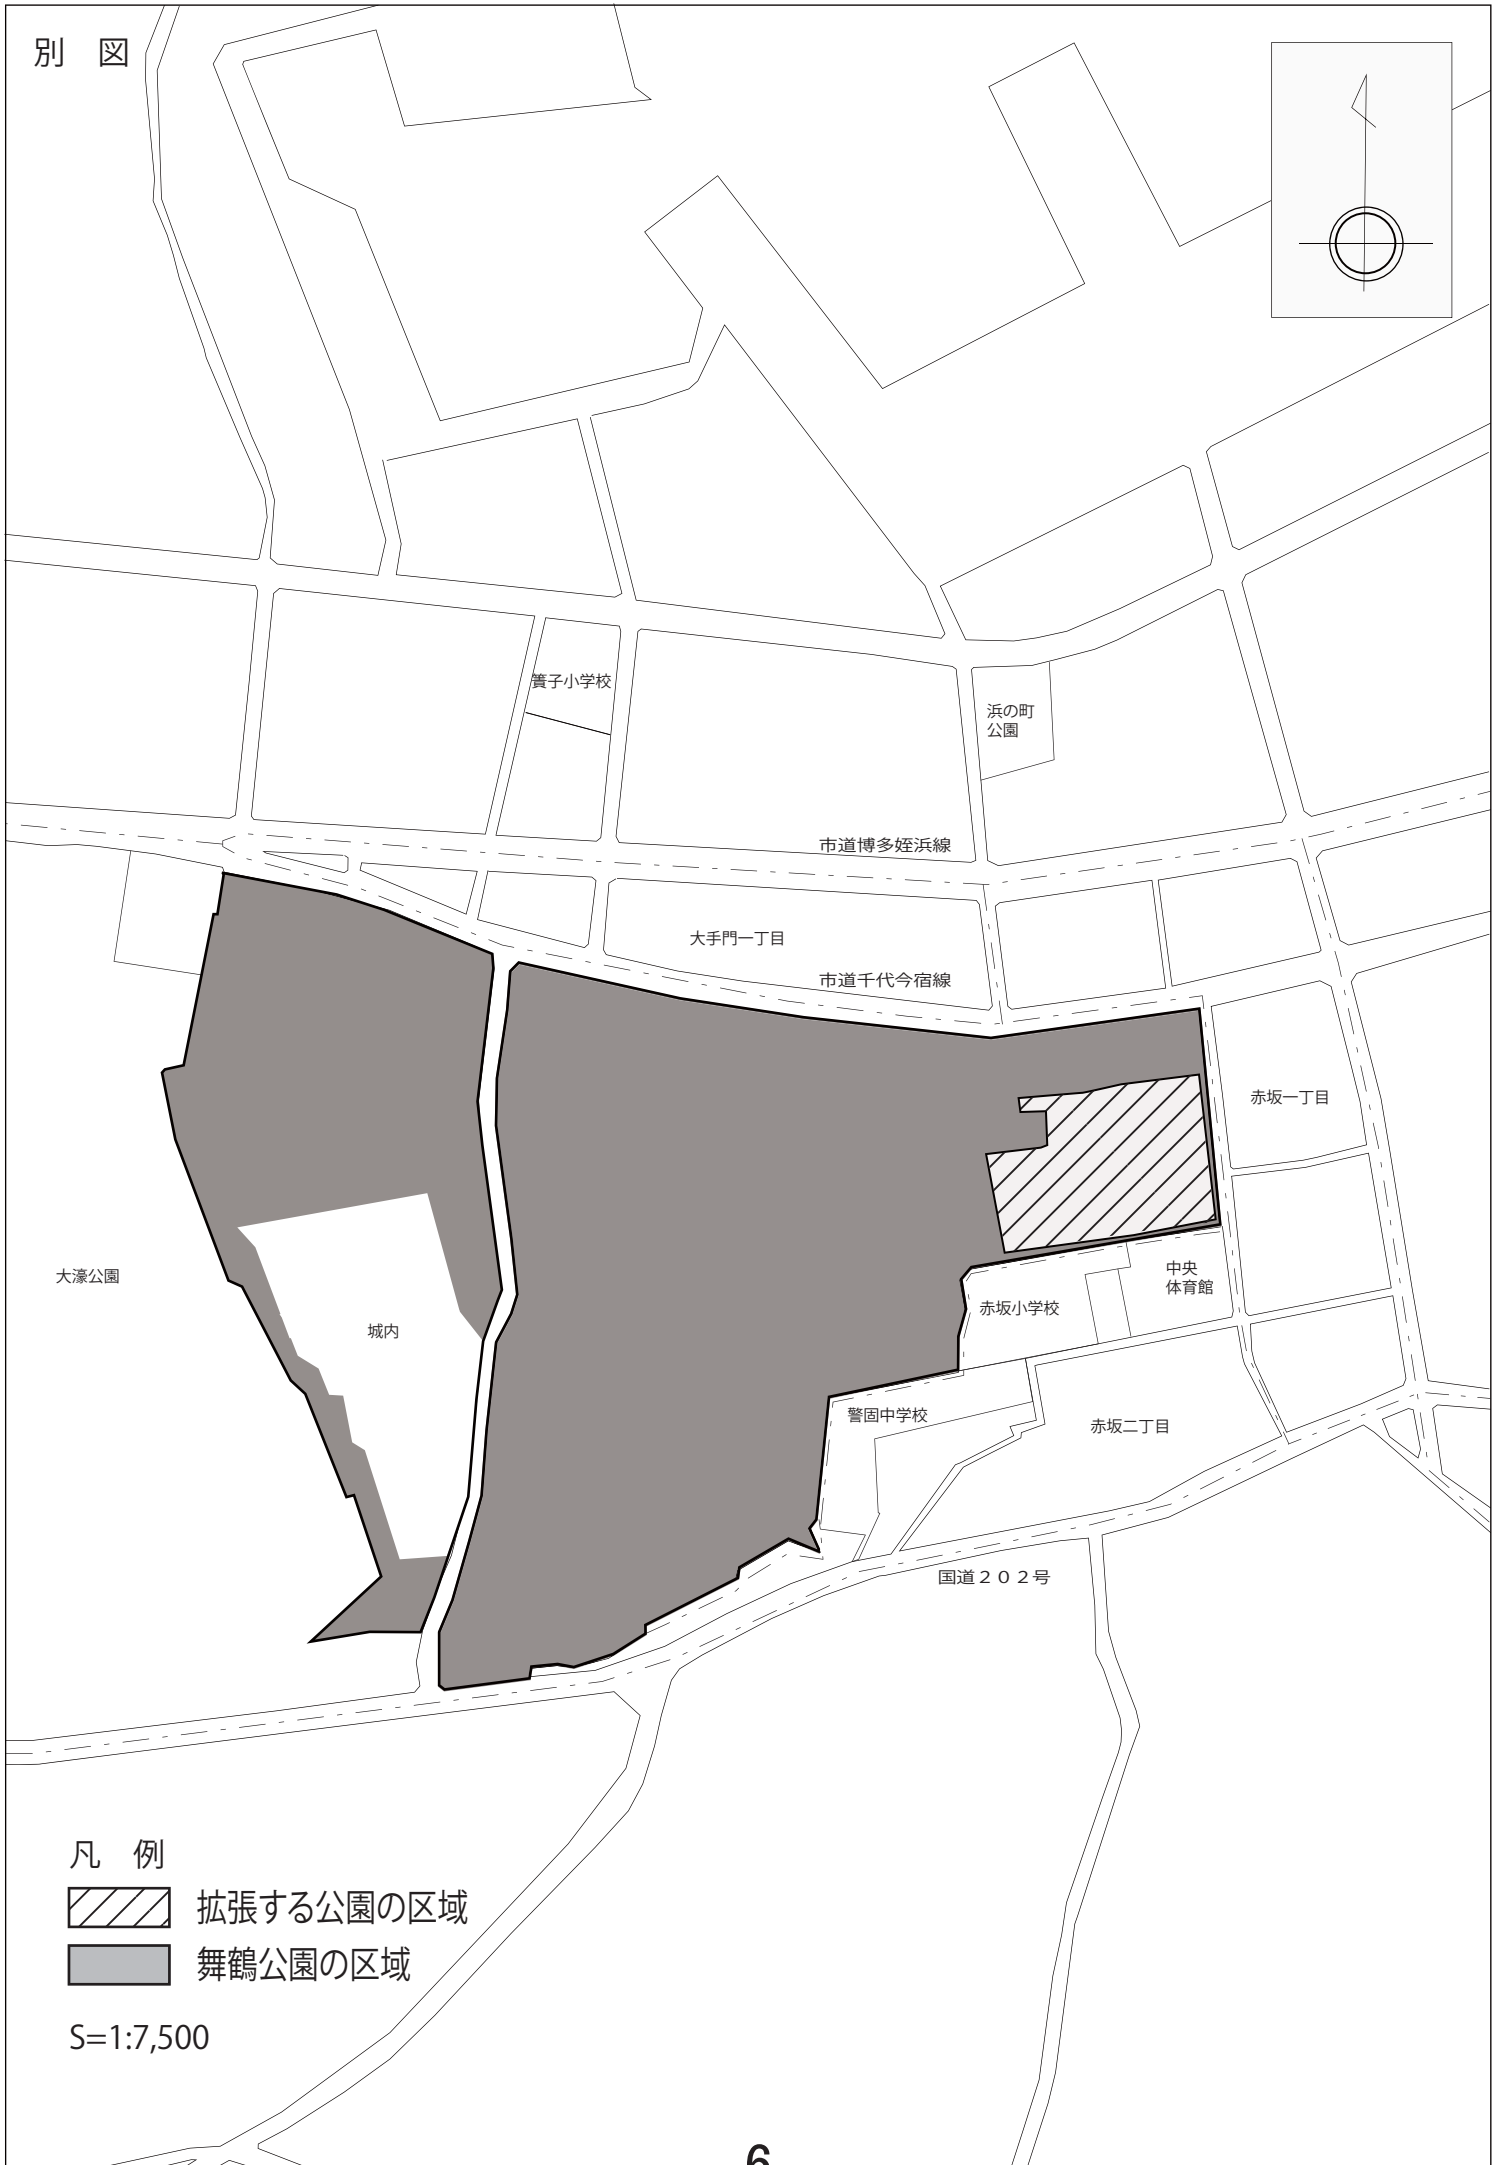 別　図
簀子小学校
浜の町
公園
市道博多姪浜線
大手門一丁目
市道千代今宿線
赤坂一丁目
大濠公園
中央
体育館
赤坂小学校
城内
警固中学校
赤坂二丁目
国道２０２号
凡　例
拡張する公園の区域
舞鶴公園の区域
S=1:7,500
6